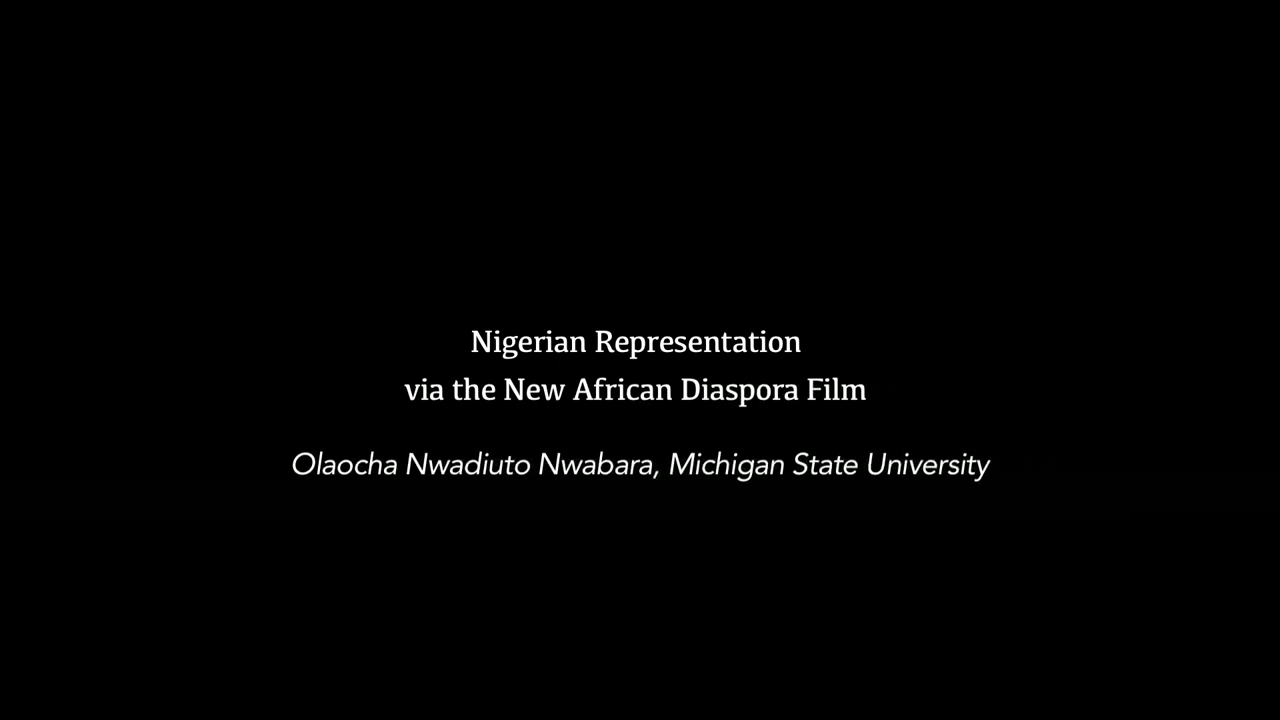 Nigerian Representation
via the New African Diaspora Film
Olaocha Nwadiuto Nwabara, Michigan State University